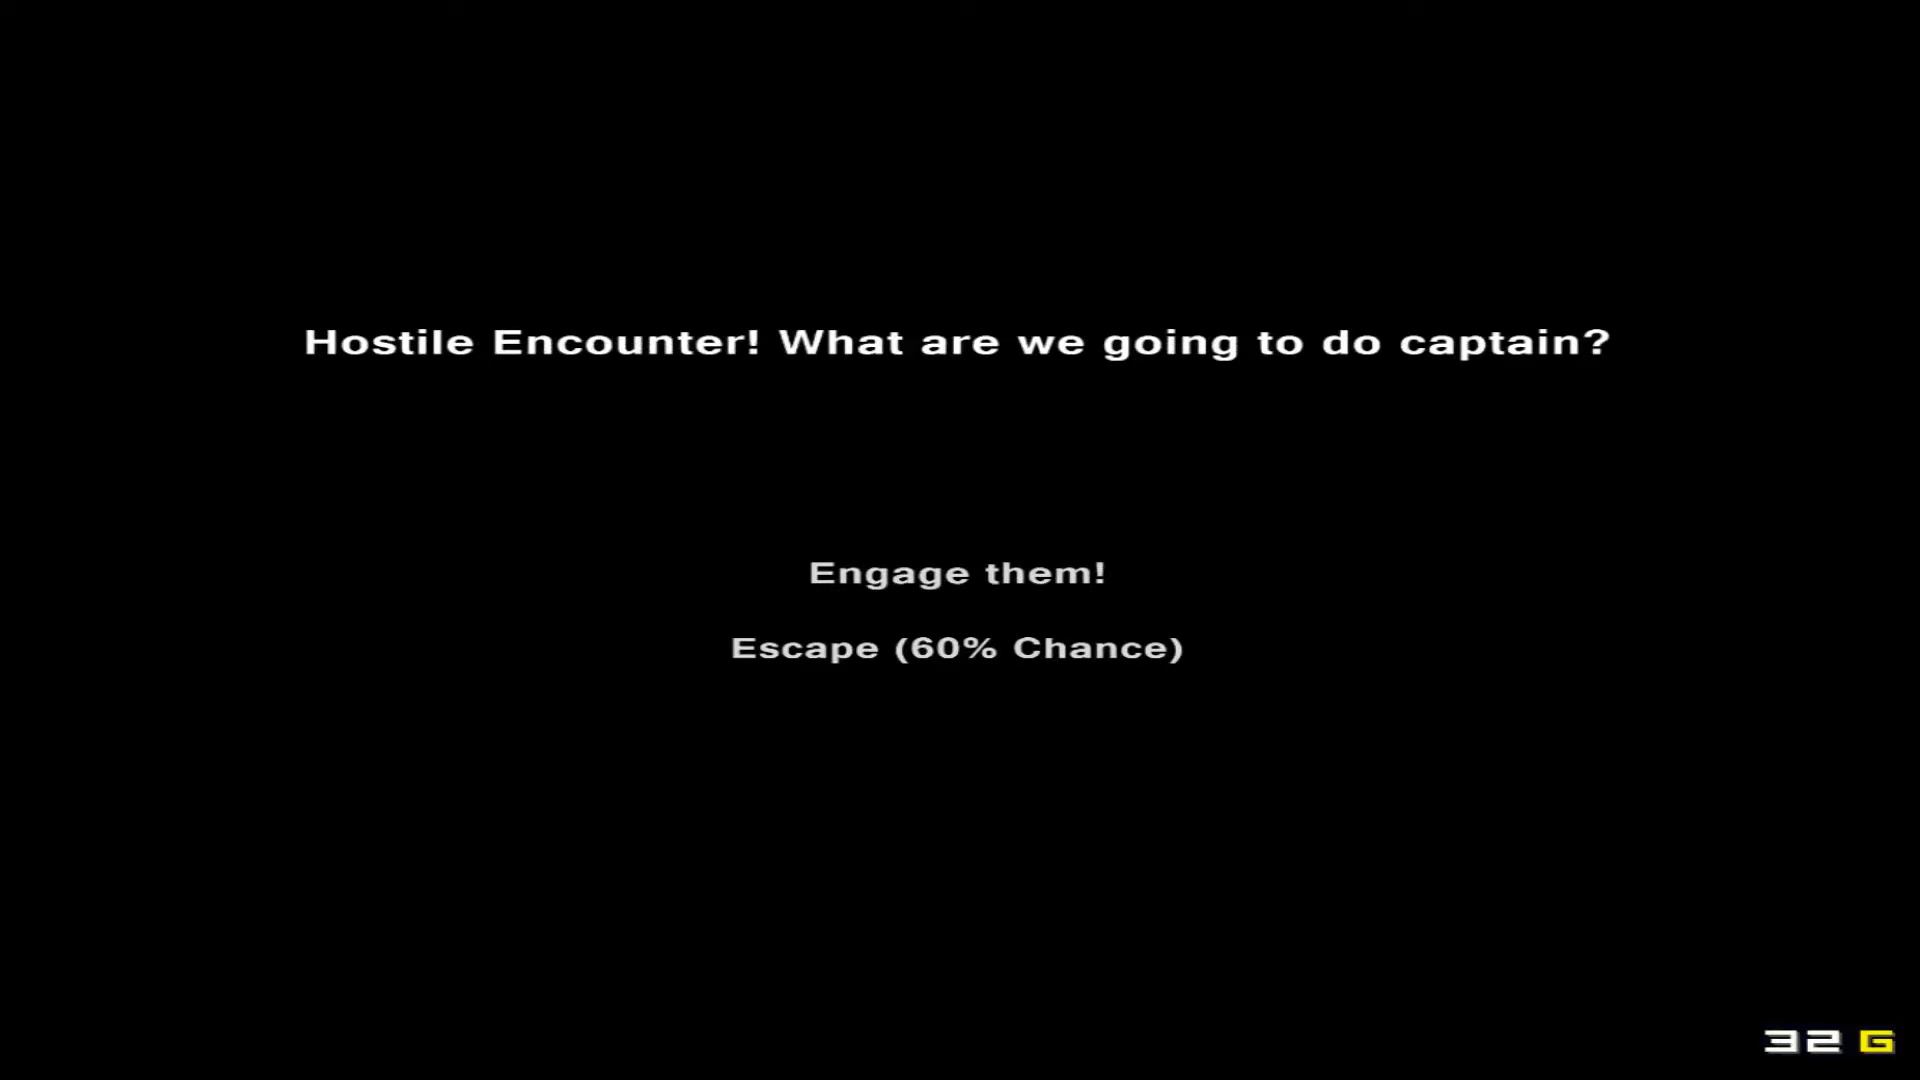 Hostile Encounter! What are we going to do captain?
Engage them!
Escape (60% Chance)
32 G